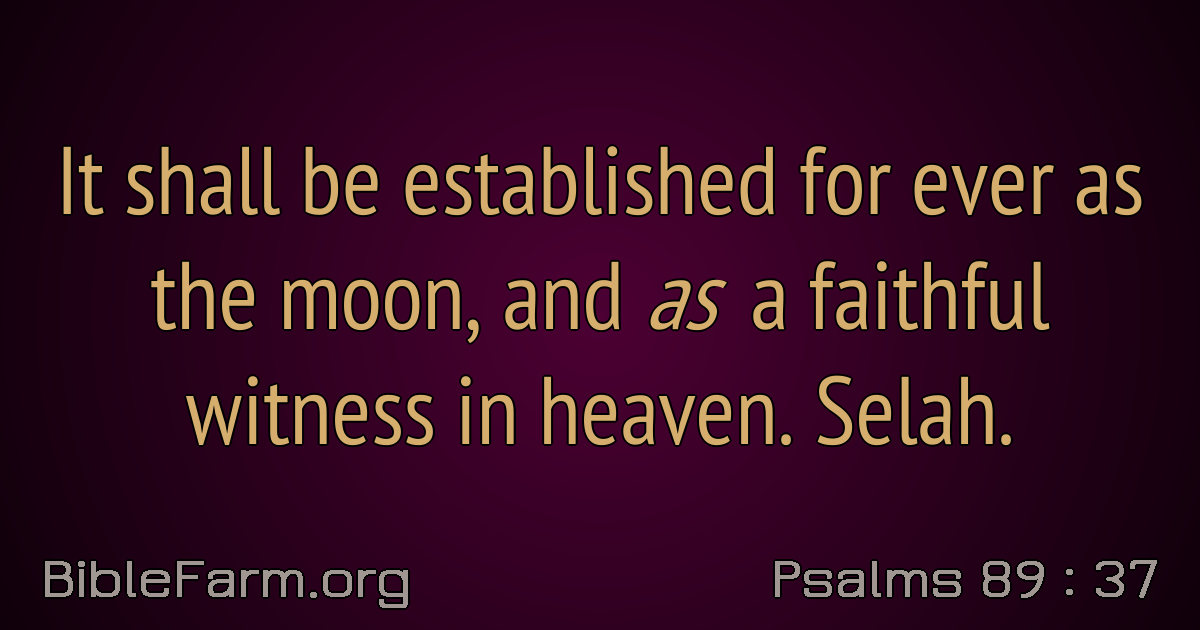 It shall be established for ever as
the moon, and as a faithful
witness in heaven. Selah.
BibleFarm.org
Psalms 89 : 37